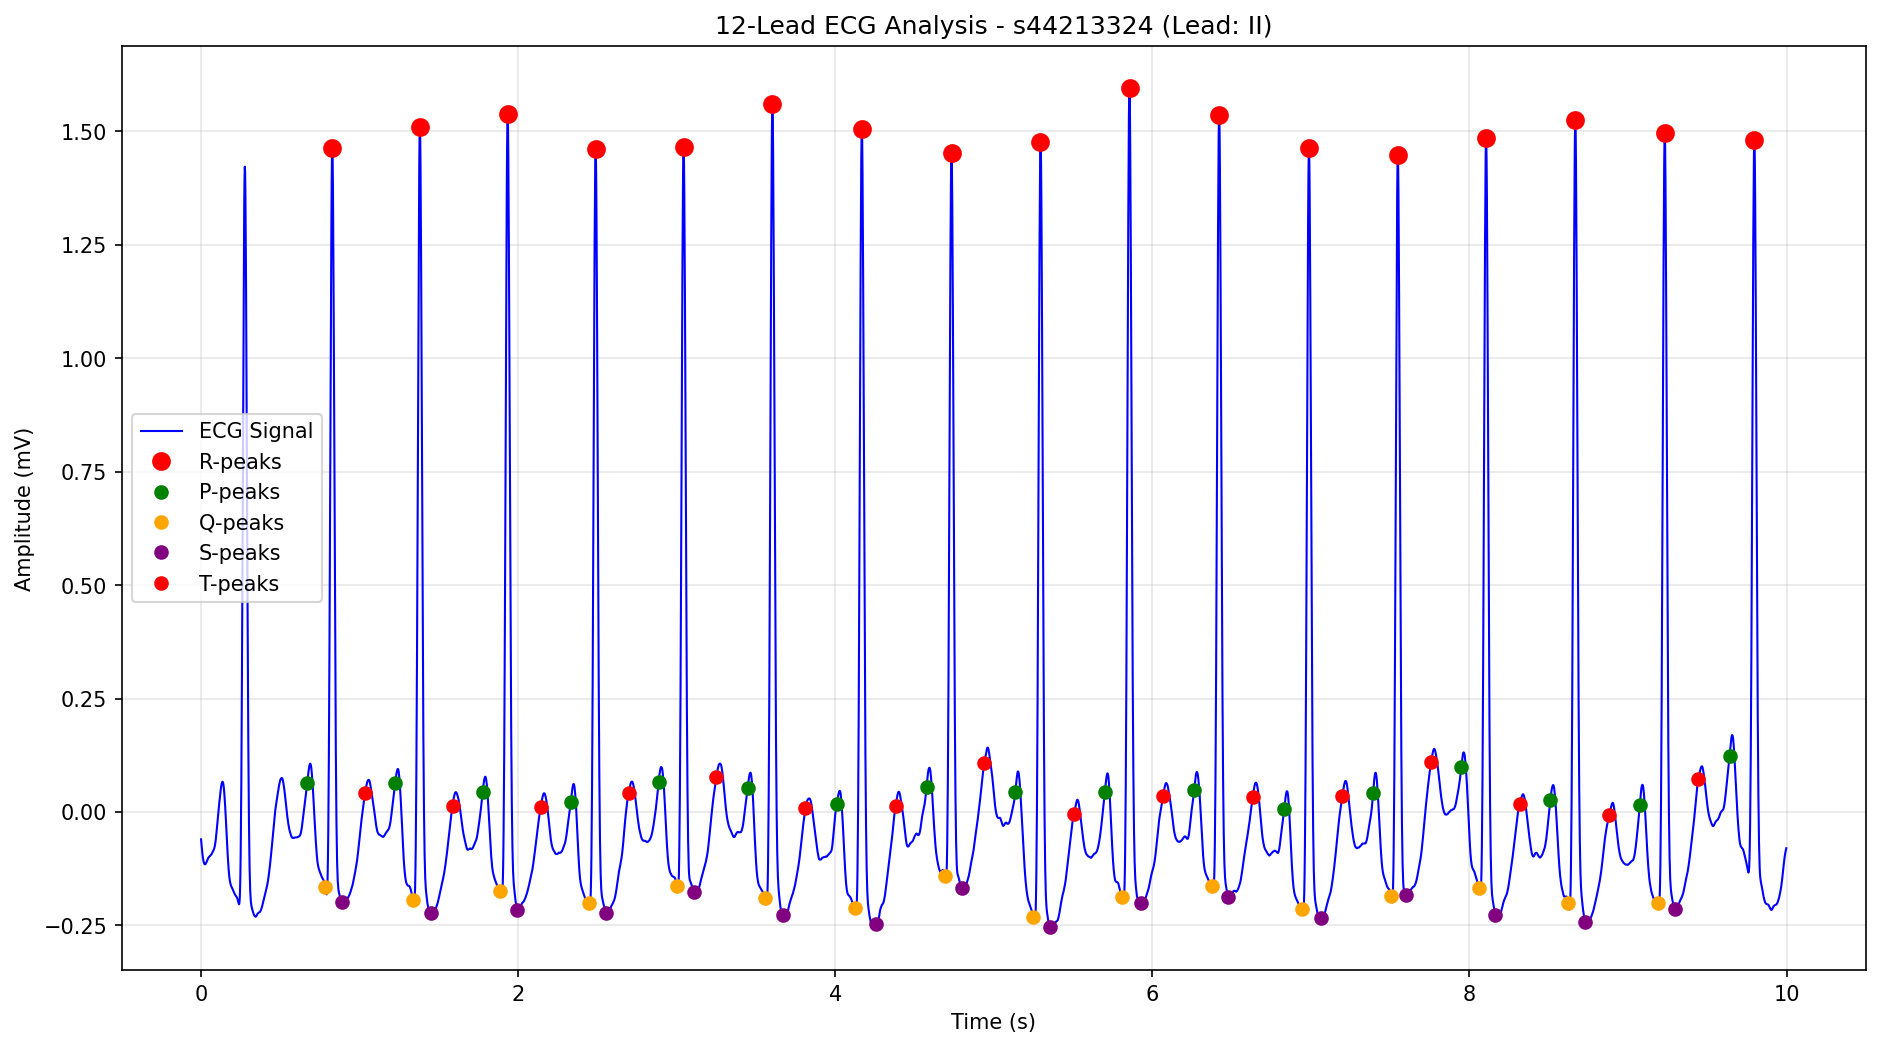 12-Lead ECG Analysis - s44213324 (Lead: II)
1.50
1.25
1.00
0.75
0.50
0.25
0.00
−0.25
Amplitude (mV)
ECG Signal
R-peaks
P-peaks
Q-peaks
S-peaks
T-peaks
0 2 4 6 8 10
Time (s)